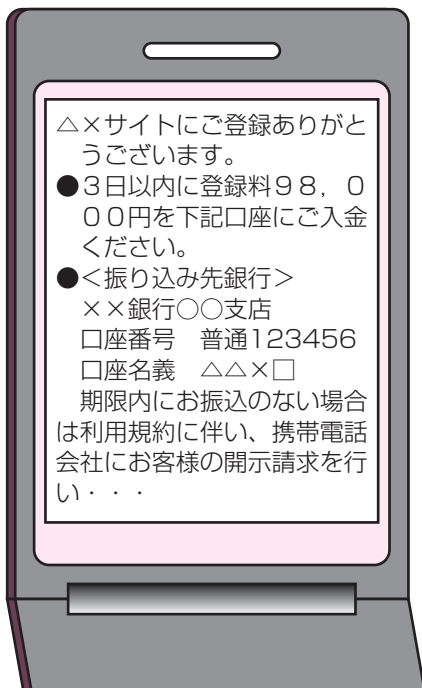 △×サイトにご登録ありがと
うございます。
●3日以内に登録料98，0
00円を下記口座にご入金
ください。
●＜振り込み先銀行＞
××銀行○○支店
口座番号　普通123456
口座名義　△△×□
期限内にお振込のない場合
は利用規約に伴い、携帯電話
会社にお客様の開示請求を行
い・・・